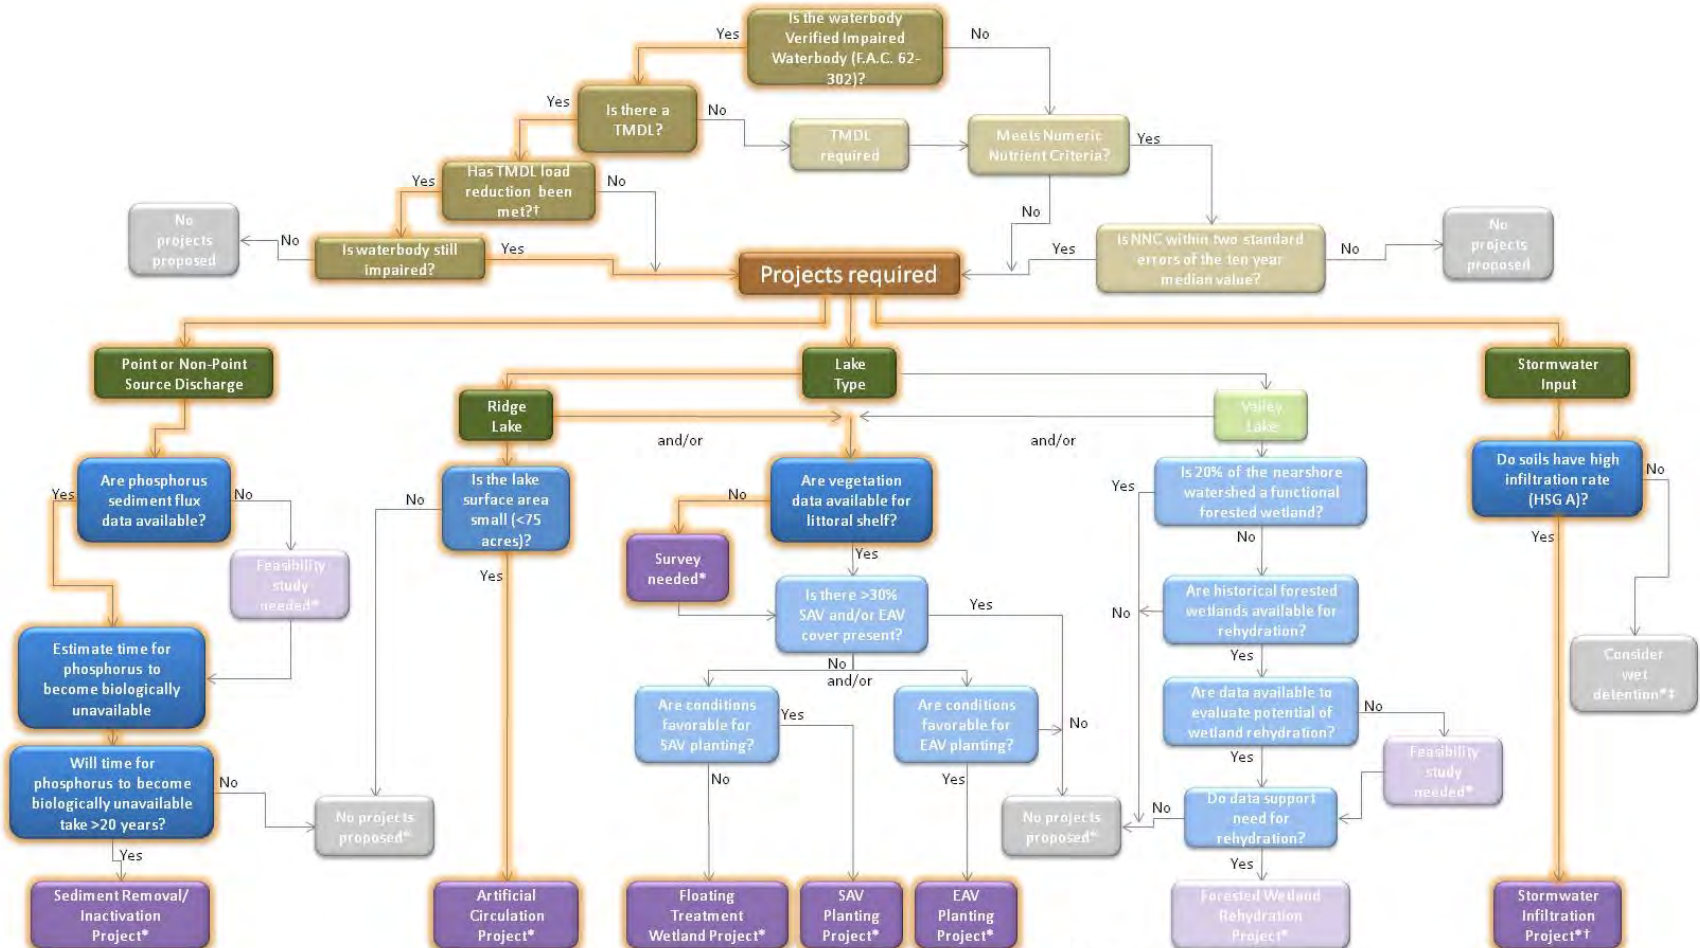 Is the waterbody
Verified Impaired
Waterbody (F.A.C. 62-
302)?
Yes
No
Is there a
TMDL?
Yes
No
TMDL
required
Meets Numeric
Nutrient Criteria?
Yes
No
Has TMDL load
reduction been
met?†
Yes
No
No
projects
proposed
No
Is waterbody still
impaired?
Yes
Projects required
Yes
Is NNC within two standard
errors of the ten year
median value?
No
No
projects
proposed
Point or Non-Point
Source Discharge
Lake
Type
Stormwater
Input
Ridge
Lake
and/or
and/or
Valley
Lake
Are phosphorus
sediment flux
data available?
Yes
No
Feasibility
study
needed*
Estimate time for
phosphorus to
become biologically
unavailable
Will time for
phosphorus to become
biologically unavailable
take >20 years?
No
Yes
Sediment Removal/
Inactivation
Project*
Is the lake
surface area
small (<75
acres)?
No
Yes
No projects
proposed*
Artificial
Circulation
Project*
Are vegetation
data available for
littoral shelf?
No
Yes
Survey
needed*
Is there >30%
SAV and/or EAV
cover present?
Yes
No
and/or
Are conditions
favorable for
SAV planting?
Yes
No
Are conditions
favorable for
EAV planting?
No
Yes
Floating
Treatment
Wetland Project*
SAV
Planting
Project*
EAV
Planting
Project*
Is 20% of the nearshore
watershed a functional
forested wetland?
Yes
No
Are historical forested
wetlands available for
rehydration?
No
Yes
Are data available to
evaluate potential of
wetland rehydration?
No
Yes
Feasibility
study
needed*
Do data support
need for
rehydration?
No
Yes
No projects
proposed*
Forested Wetland
Rehydration
Project*
Do soils have high
infiltration rate
(HSG A)?
No
Yes
Consider
wet
detention*‡
Stormwater
Infiltration
Project*†